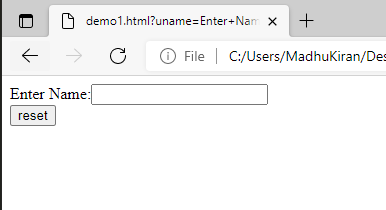 demo1.html?uname=Enter+Nam
File
C:/Users/MadhuKiran/Des
Enter Name:
reset